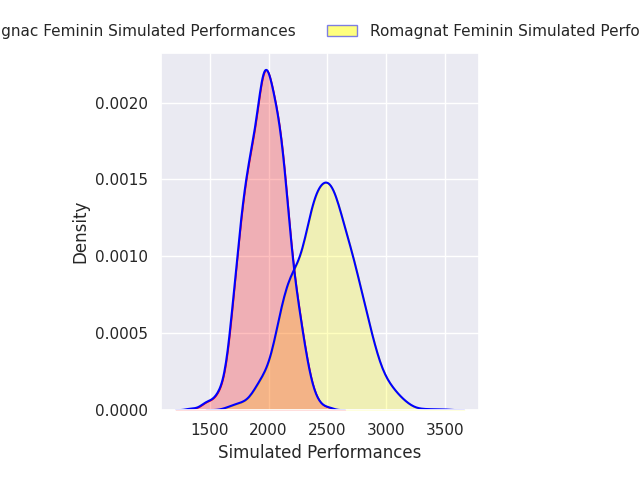 gnac Feminin Simulated Performances
Romagnat Feminin Simulated Perfo
0.0020
0.0015
0.0010
0.0005
0.0000
Density
1500 2000 2500 3000 3500
Simulated Performances